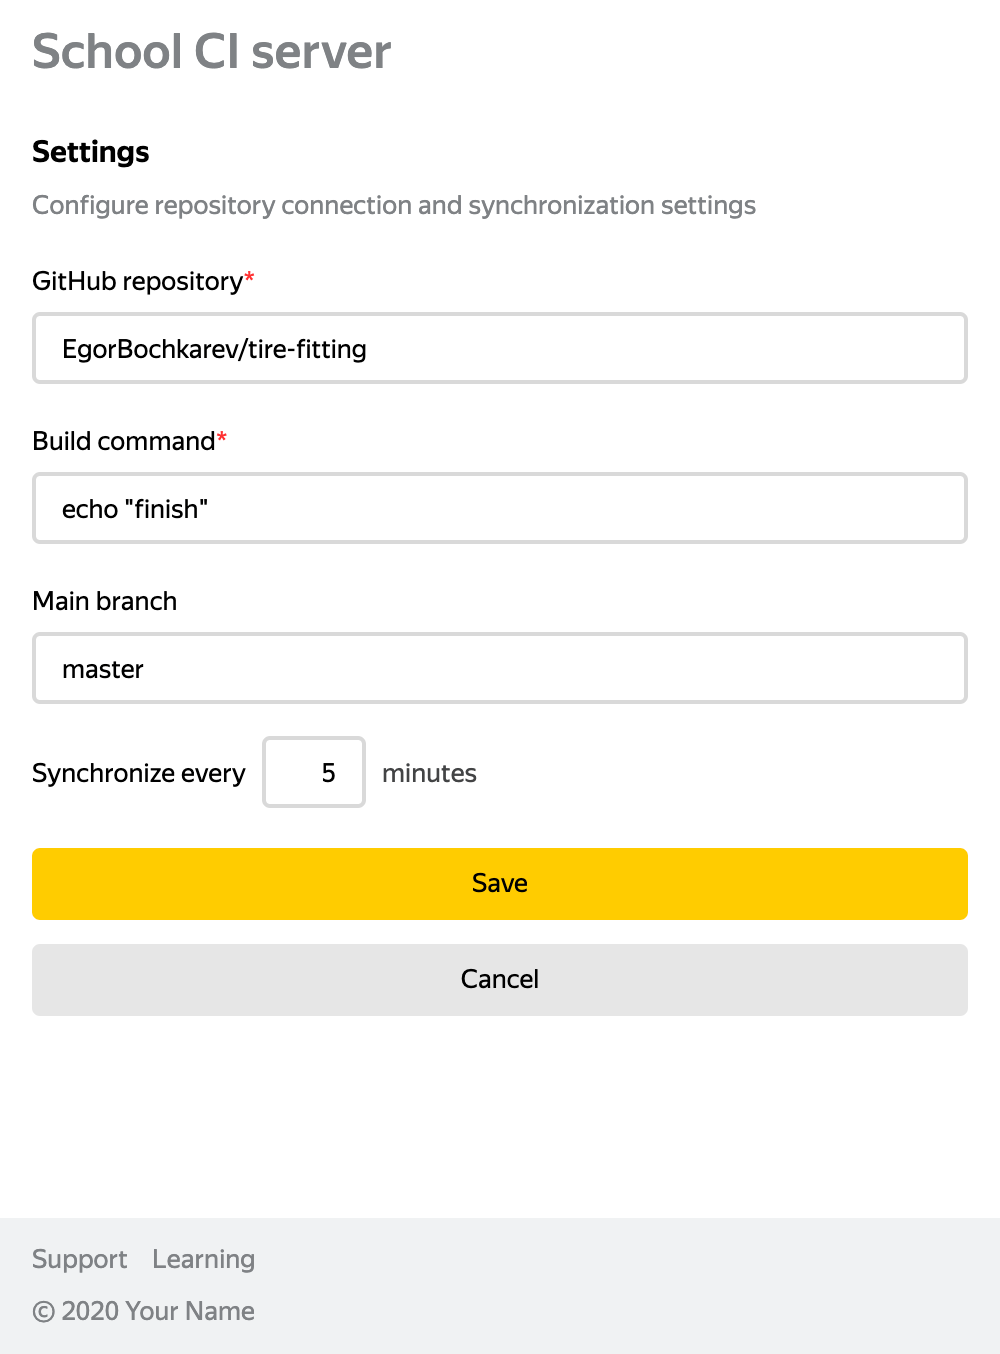 School CI server
Settings
Configure repository connection and synchronization settings
GitHub repository*
EgorBochkarev/tire-fitting
Build command*
echo "finish"
Main branch
master
Synchronize every 5 minutes
Save
Cancel
Support Learning
© 2020 Your Name